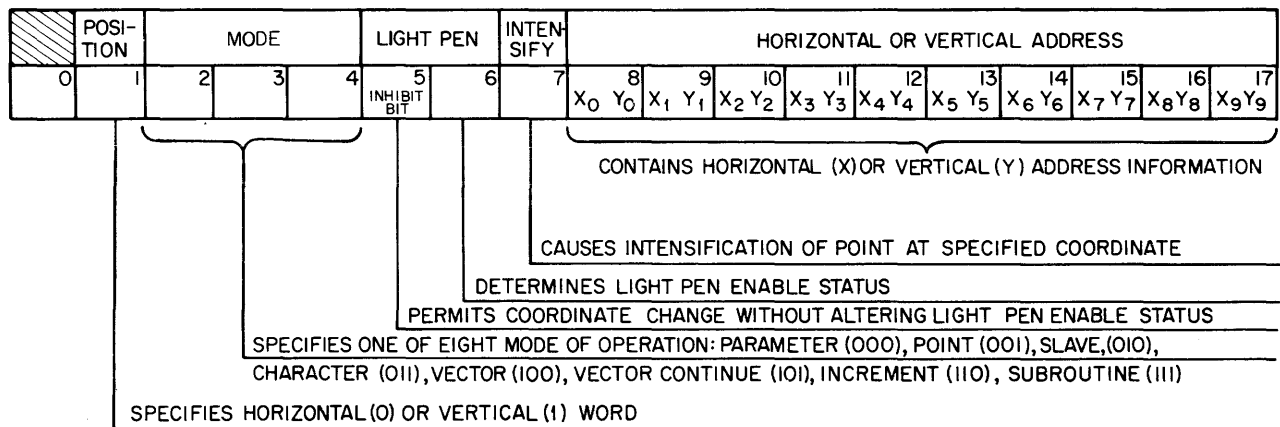 POSI-
TION MODE LIGHT PEN INTEN-
SIFY HORIZONTAL OR VERTICAL ADDRESS
0 1 2 3 4 5 6 7 8 9 10 11 12 13 14 15 16 17
INHIBIT
BIT
X0 Y0 X1 Y1 X2 Y2 X3 Y3 X4 Y4 X5 Y5 X6 Y6 X7 Y7 X8 Y8 X9 Y9
CONTAINS HORIZONTAL (X) OR VERTICAL (Y) ADDRESS INFORMATION
CAUSES INTENSIFICATION OF POINT AT SPECIFIED COORDINATE
DETERMINES LIGHT PEN ENABLE STATUS
PERMITS COORDINATE CHANGE WITHOUT ALTERING LIGHT PEN ENABLE STATUS
SPECIFIES ONE OF EIGHT MODE OF OPERATION: PARAMETER (000), POINT (001), SLAVE,(010),
CHARACTER (011), VECTOR (100), VECTOR CONTINUE (101), INCREMENT (110), SUBROUTINE (111)
SPECIFIES HORIZONTAL (0) OR VERTICAL (1) WORD